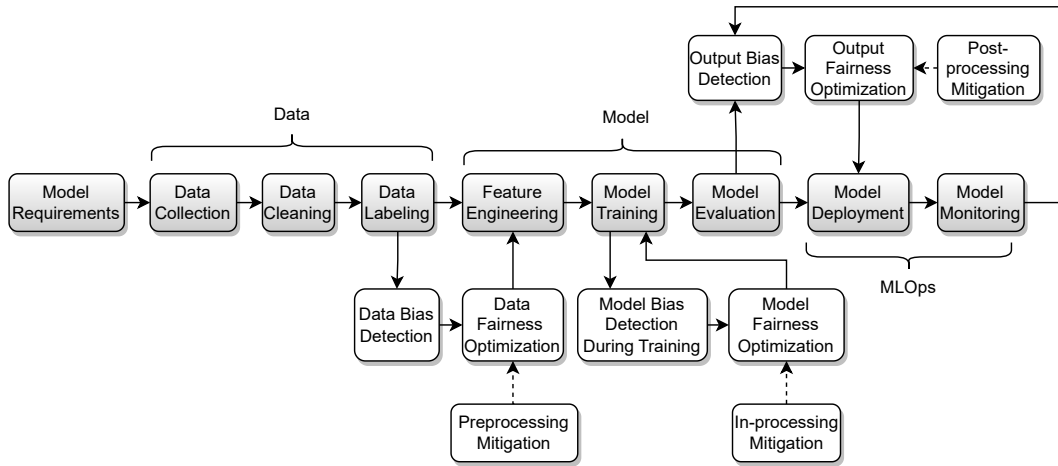 Output Bias
Detection
Output
Fairness
Optimization
Post-
processing
Mitigation
Data
Model
Model
Requirements
Data
Collection
Data
Cleaning
Data
Labeling
Feature
Engineering
Model
Training
Model
Evaluation
Model
Deployment
Model
Monitoring
MLOps
Data Bias
Detection
Data
Fairness
Optimization
Model Bias
Detection
During Training
Model
Fairness
Optimization
Preprocessing
Mitigation
In-processing
Mitigation